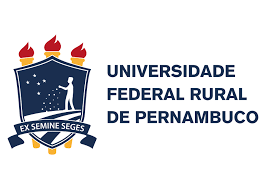 EX SEMINE SEGES
UNIVERSIDADE
FEDERAL RURAL
DE PERNAMBUCO